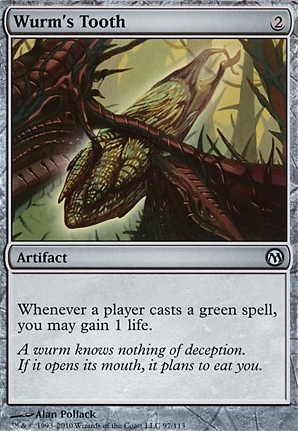 Wurm's Tooth 2
Artifact
Whenever a player casts a green spell,
you may gain 1 life.
A wurm knows nothing of deception.
If it opens its mouth, it plans to eat you.
Alan Pollack
™ & © 1993–2010 Wizards of the Coast LLC 97/113